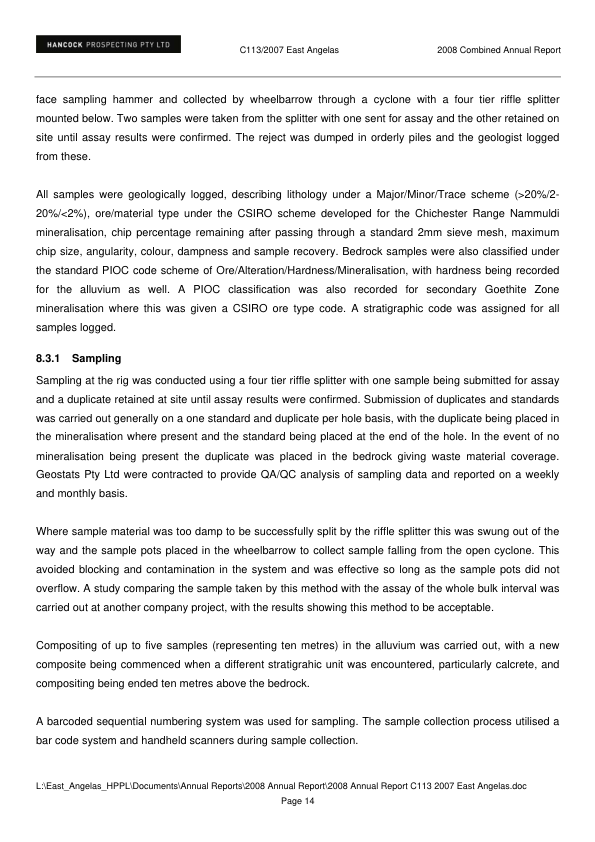 HANCOCK PROSPECTING PTY LTD
C113/2007 East Angelas
2008 Combined Annual Report
face sampling hammer and collected by wheelbarrow through a cyclone with a four tier riffle splitter
mounted below. Two samples were taken from the splitter with one sent for assay and the other retained on
site until assay results were confirmed. The reject was dumped in orderly piles and the geologist logged
from these.
All samples were geologically logged, describing lithology under a Major/Minor/Trace scheme (>20%/2-
20%/<2%), ore/material type under the CSIRO scheme developed for the Chichester Range Nammuldi
mineralisation, chip percentage remaining after passing through a standard 2mm sieve mesh, maximum
chip size, angularity, colour, dampness and sample recovery. Bedrock samples were also classified under
the standard PIOC code scheme of Ore/Alteration/Hardness/Mineralisation, with hardness being recorded
for the alluvium as well. A PIOC classification was also recorded for secondary Goethite Zone
mineralisation where this was given a CSIRO ore type code. A stratigraphic code was assigned for all
samples logged.
8.3.1 Sampling
Sampling at the rig was conducted using a four tier riffle splitter with one sample being submitted for assay
and a duplicate retained at site until assay results were confirmed. Submission of duplicates and standards
was carried out generally on a one standard and duplicate per hole basis, with the duplicate being placed in
the mineralisation where present and the standard being placed at the end of the hole. In the event of no
mineralisation being present the duplicate was placed in the bedrock giving waste material coverage.
Geostats Pty Ltd were contracted to provide QA/QC analysis of sampling data and reported on a weekly
and monthly basis.
Where sample material was too damp to be successfully split by the riffle splitter this was swung out of the
way and the sample pots placed in the wheelbarrow to collect sample falling from the open cyclone. This
avoided blocking and contamination in the system and was effective so long as the sample pots did not
overflow. A study comparing the sample taken by this method with the assay of the whole bulk interval was
carried out at another company project, with the results showing this method to be acceptable.
Compositing of up to five samples (representing ten metres) in the alluvium was carried out, with a new
composite being commenced when a different stratigrahic unit was encountered, particularly calcrete, and
compositing being ended ten metres above the bedrock.
A barcoded sequential numbering system was used for sampling. The sample collection process utilised a
bar code system and handheld scanners during sample collection.
L:\East_Angelas_HPPL\Documents\Annual Reports\2008 Annual Report\2008 Annual Report C113 2007 East Angelas.doc
Page 14